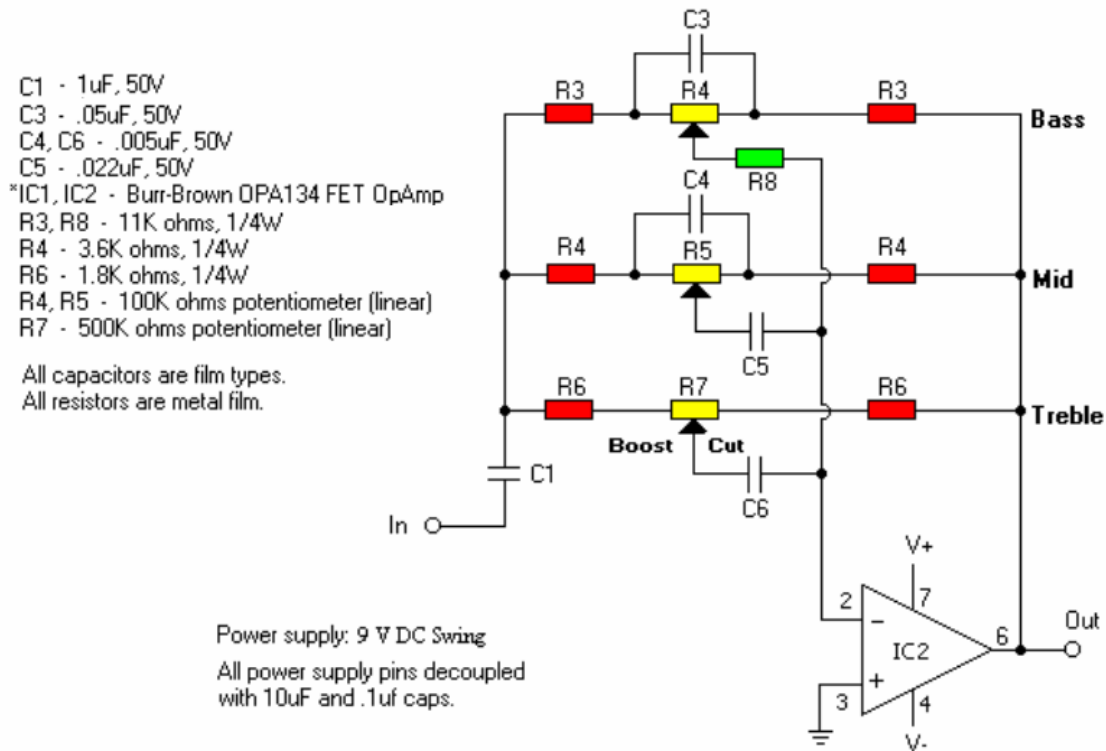 C1 - 1uF, 50V
C3 - .05uF, 50V
C4, C6 - .005uF, 50V
C5 - .022uF, 50V
*IC1, IC2 - Burr-Brown OPA134 FET OpAmp
R3, R8 - 11K ohms, 1/4W
R4 - 3.6K ohms, 1/4W
R6 - 1.8K ohms, 1/4W
R4, R5 - 100K ohms potentiometer (linear)
R7 - 500K ohms potentiometer (linear)
All capacitors are film types.
All resistors are metal film.
C3
R3 R4 R3
Bass
R8
C4
R4 R5 R4
Mid
C5
R6 R7 R6
Treble
Boost Cut
C6
C1
In
V+
2 7
- Out
IC2 6
+
3 4
V-
Power supply: 9 V DC Swing
All power supply pins decoupled
with 10uF and .1uf caps.